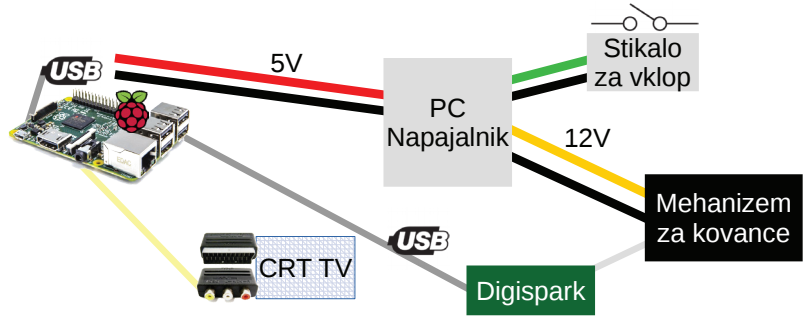 USB
5V
PC
Napajalnik
Stikalo
za vklop
12V
Mehanizem
za kovance
USB
CRT TV
Digispark